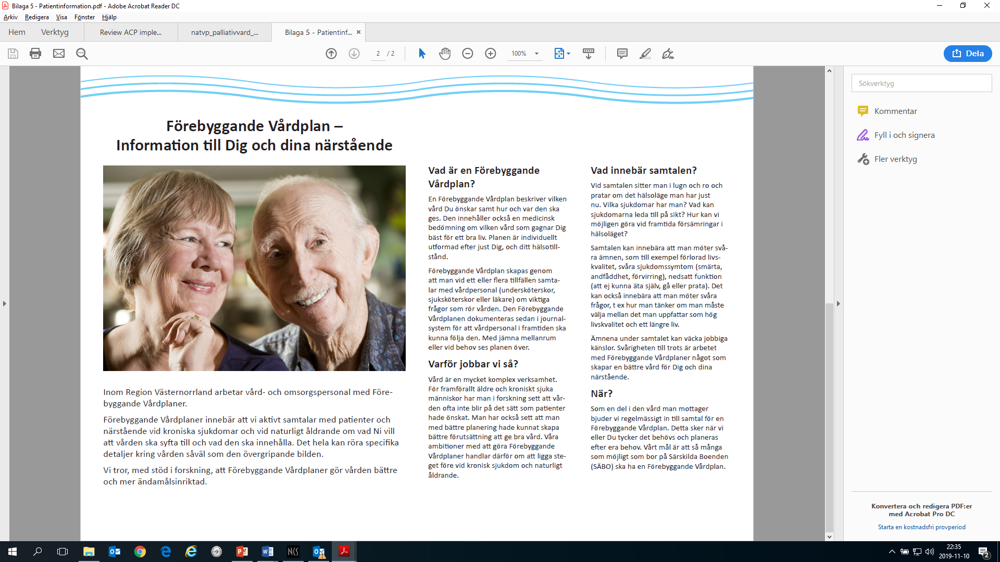 Bilaga 5 - Patientinformation.pdf - Adobe Acrobat Reader DC
Arkiv Redigera Visa Fönster Hjälp
Hem Verktyg Review ACP imple... natvp_palliativvard_... Bilaga 5 - Patientinf...
2 / 2 100% Dela
Sökverktyg
Kommentar
Fyll i och signera
Fler verktyg
Förebyggande Vårdplan –
Information till Dig och dina närstående
Inom Region Västernorrland arbetar vård- och omsorgspersonal med Före-
byggande Vårdplaner.
Förebyggande Vårdplaner innebär att vi aktivt samtalar med patienter och
närstående vid kroniska sjukdomar och vid naturligt åldrande om vad Ni vill
att vården ska syfta till och vad den ska innehålla. Det hela kan röra specifika
detaljer kring vården såväl som den övergripande bilden.
Vi tror, med stöd i forskning, att Förebyggande Vårdplaner gör vården bättre
och mer ändamålsinriktad.
Vad är en Förebyggande
Vårdplan?
En Förebyggande Vårdplan beskriver vilken
vård Du önskar samt hur och var den ska
ges. Den innehåller också en medicinsk
bedömning om vilken vård som gagnar Dig
bäst för ett bra liv. Planen är individuellt
utformad efter just Dig, och ditt hälsotill-
stånd.
Förebyggande Vårdplan skapas genom
att man vid ett eller flera tillfällen samta-
lar med vårdpersonal (undersköterskor,
sjuksköterskor eller läkare) om viktiga
frågor som rör vården. Den Förebyggande
Vårdplanen dokumenteras sedan i journal-
system för att vårdpersonal i framtiden ska
kunna följa den. Med jämna mellanrum
eller vid behov ses planen över.
Varför jobbar vi så?
Vård är en mycket komplex verksamhet.
För framförallt äldre och kroniskt sjuka
människor har man i forskning sett att vår-
den ofta inte blir på det sätt som patienter
hade önskat. Man har också sett att man
med bättre planering hade kunnat skapa
bättre förutsättning att ge bra vård. Våra
ambitioner med att göra Förebyggande
Vårdplaner handlar därför om att ligga ste-
get före vid kronisk sjukdom och naturligt
åldrande.
Vad innebär samtalen?
Vid samtalen sitter man i lugn och ro och
pratar om det hälsoläge man har just
nu. Vilka sjukdomar har man? Vad kan
sjukdomarna leda till på sikt? Hur kan vi
möjligen göra vid framtida försämringar i
hälsoläget?
Samtalen kan innebära att man möter svå-
ra ämnen, som till exempel förlorad livs-
kvalitet, svåra sjukdomssymtom (smärta,
andfåddhet, förvirring), nedsatt funktion
(att ej kunna äta själv, gå eller prata). Det
kan också innebära att man möter svåra
frågor, t ex hur man tänker om man måste
välja mellan det man uppfattar som hög
livskvalitet och ett längre liv.
Ämnena under samtalet kan väcka jobbiga
känslor. Svårigheten till trots är arbetet
med Förebyggande Vårdplaner något som
skapar en bättre vård för Dig och dina
närstående.
När?
Som en del i den vård man mottager
bjuder vi regelmässigt in till samtal för en
Förebyggande Vårdplan. Detta sker när vi
eller Du tycker det behövs och planeras
efter era behov. Vårt mål är att så många
som möjligt som bor på Särskilda Boenden
(SÄBO) ska ha en Förebyggande Vårdplan.
Konvertera och redigera PDF:er
med Acrobat Pro DC
Starta en kostnadsfri provperiod
NCS
22:35
2019-11-10
2